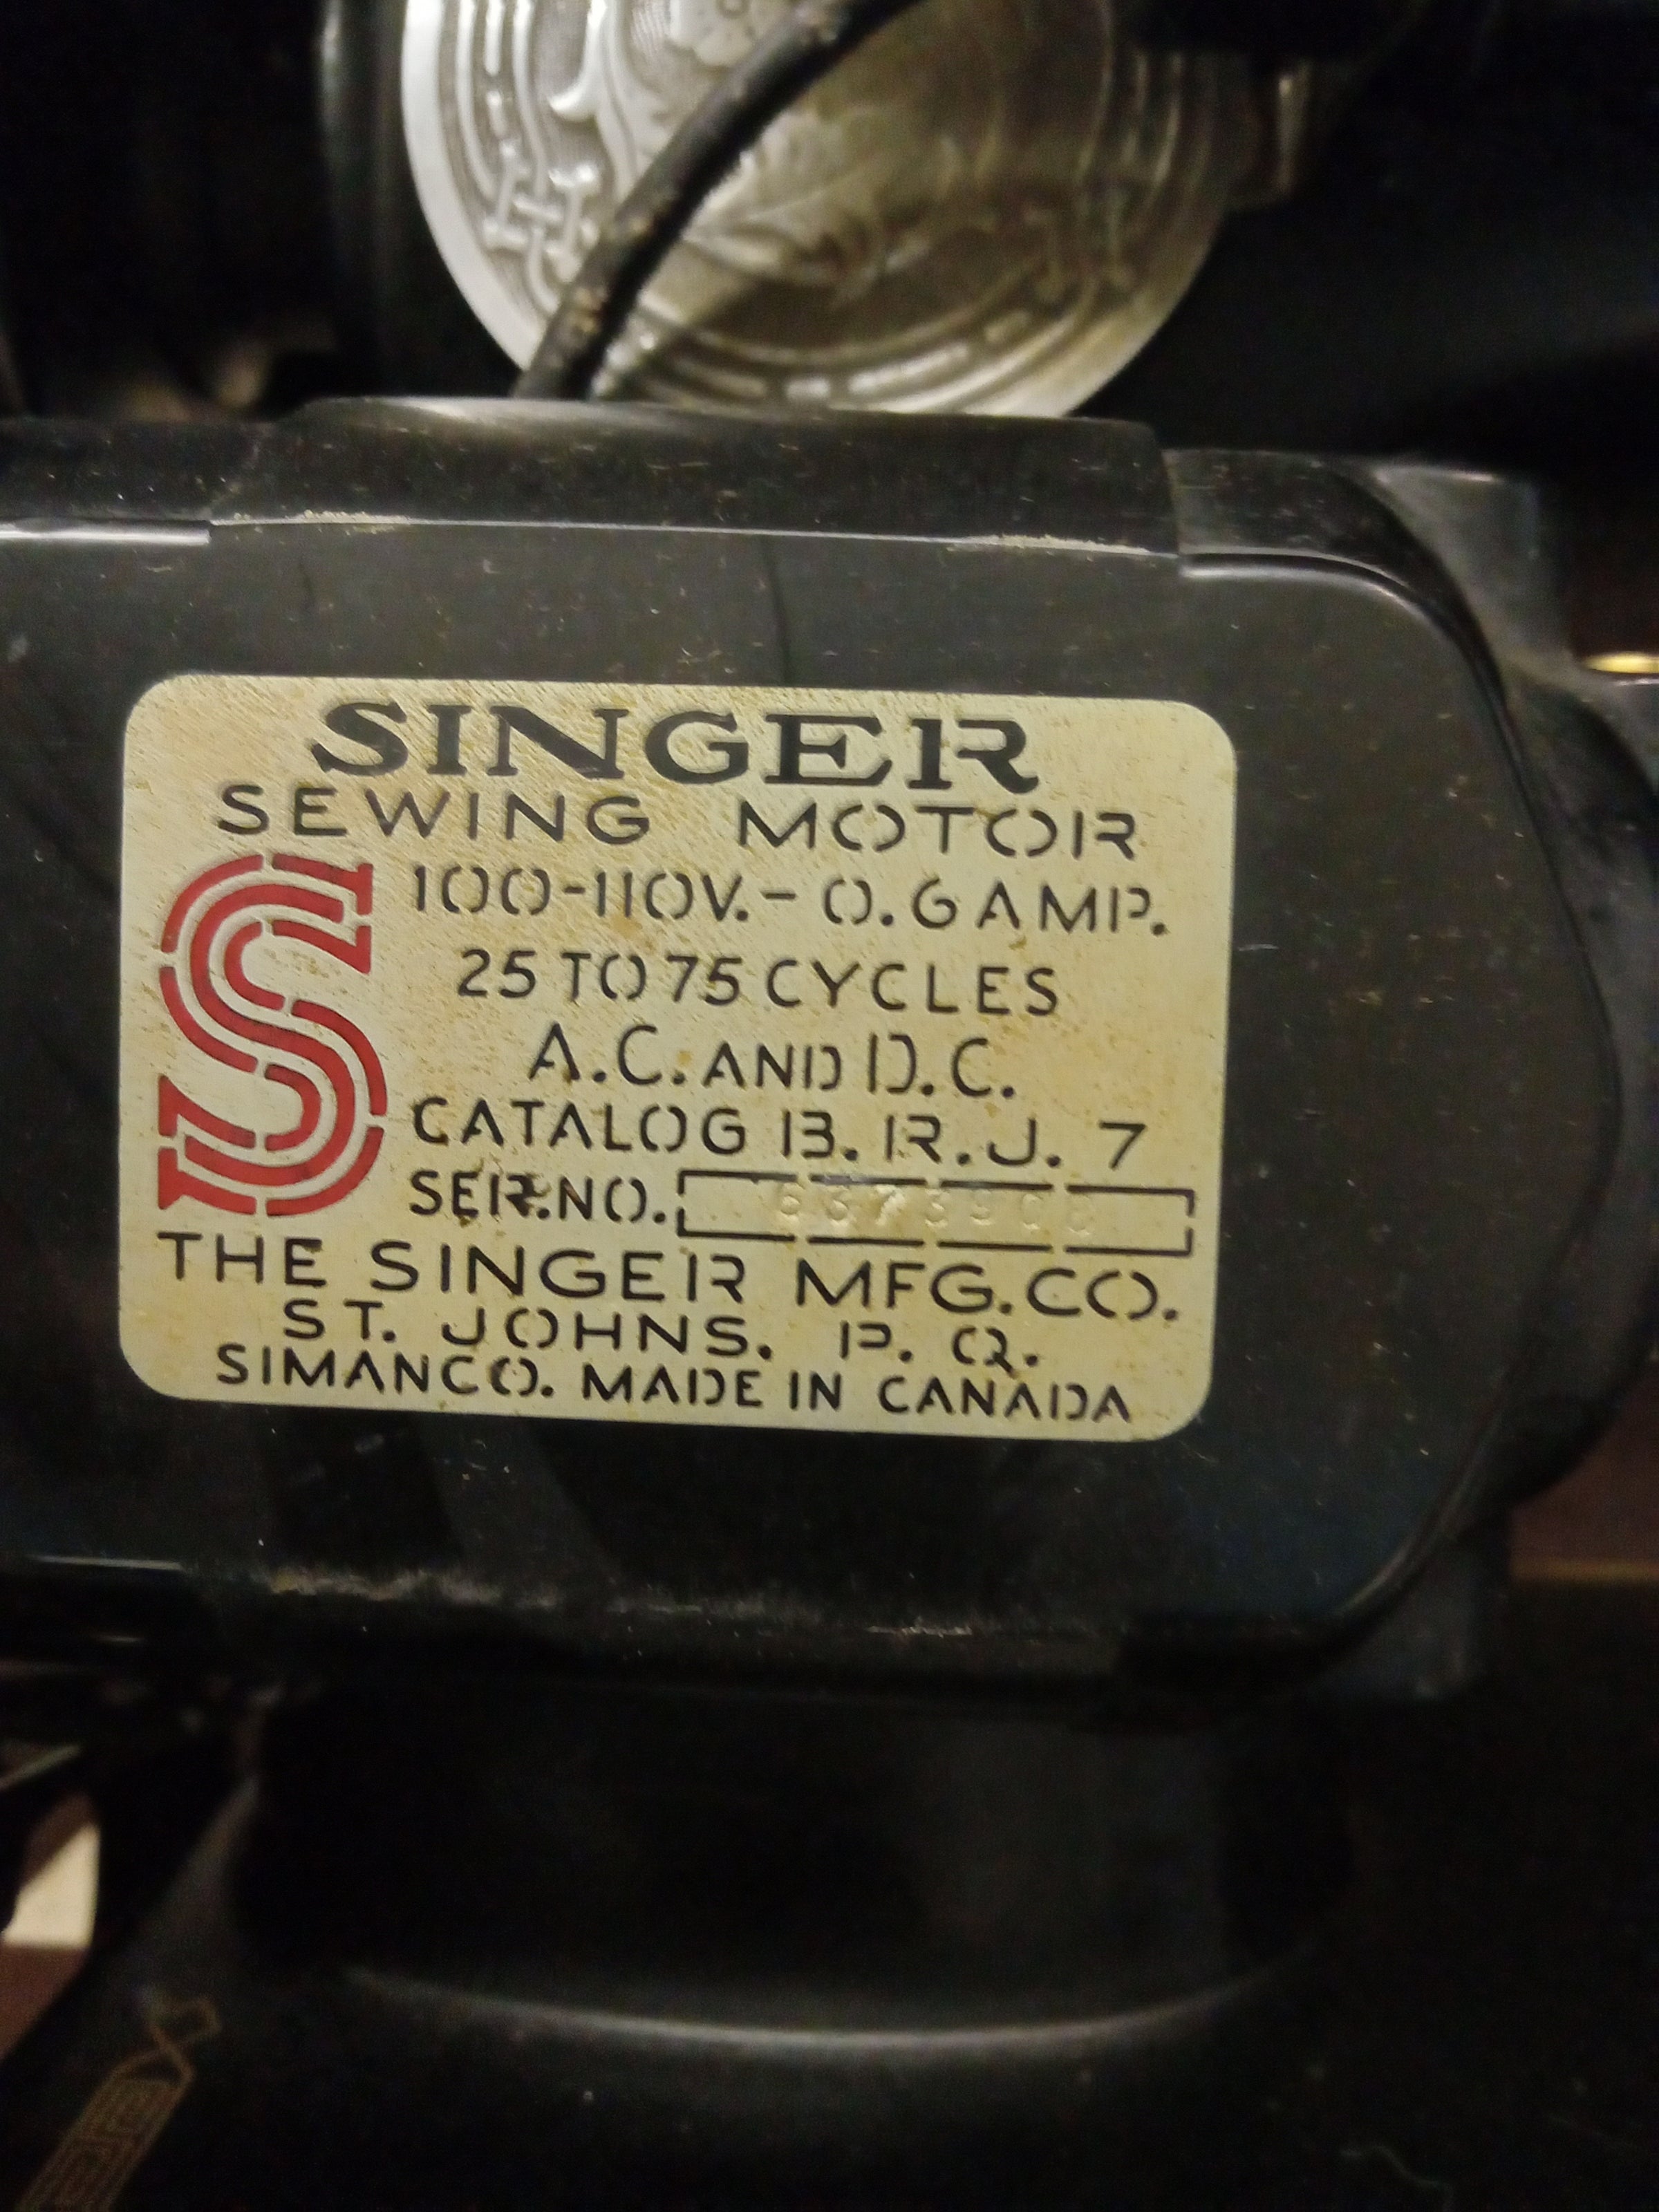 SINGER
SEWING MOTOR
S
100-110V.- 0.6 AMP.
25 TO 75 CYCLES
A.C. AND D.C.
CATALOG B. R. J. 7
SER. NO.
THE SINGER MFG. CO.
ST. JOHNS. P. Q.
SIMANCO. MADE IN CANADA